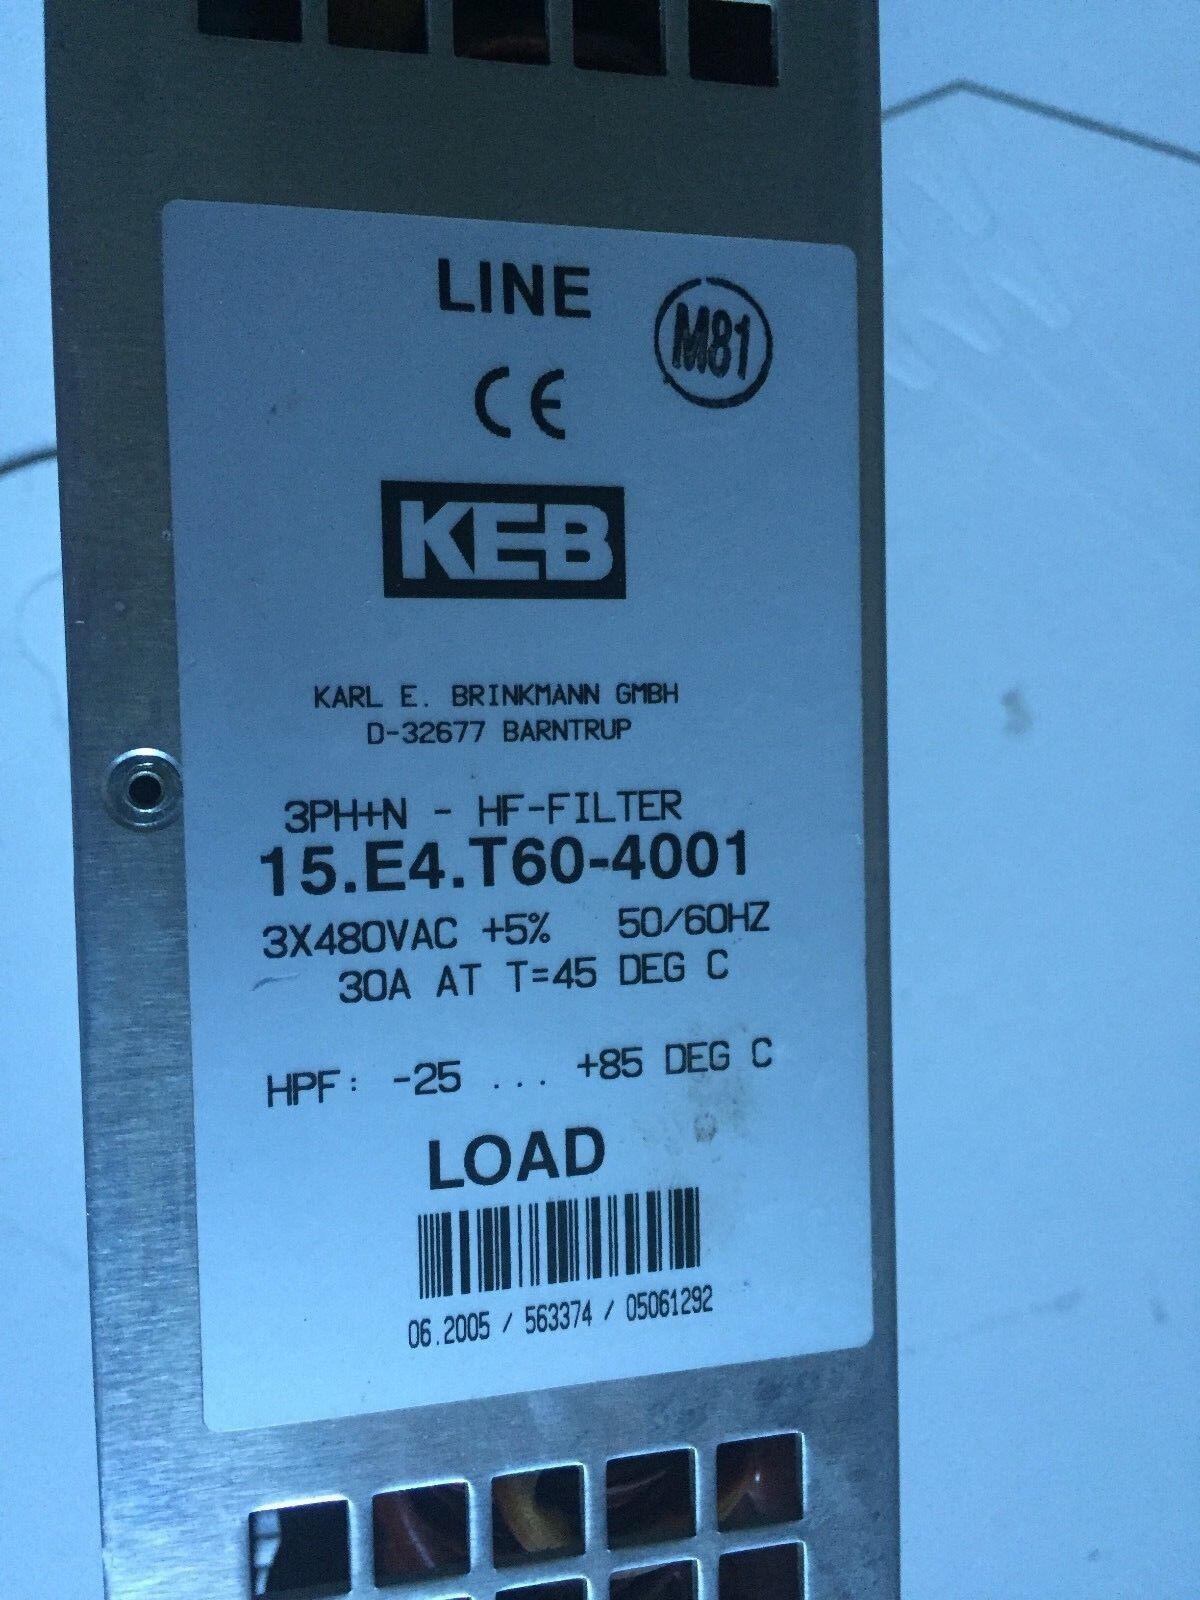 LINE
M81
CE
KEB
KARL E. BRINKMANN GMBH
D-32677 BARNTRUP
3PH+N - HF-FILTER
15.E4.T60-4001
3X480VAC +5% 50/60HZ
30A AT T=45 DEG C
HPF: -25 ... +85 DEG C
LOAD
06.2005 / 563374 / 05061292